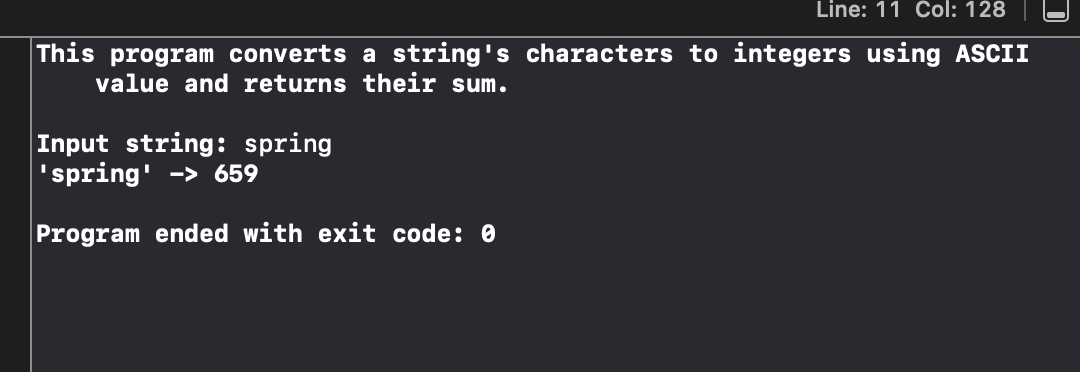 Line: 11 Col: 128
This program converts a string's characters to integers using ASCII
value and returns their sum.
Input string: spring
'spring' -> 659
Program ended with exit code: 0